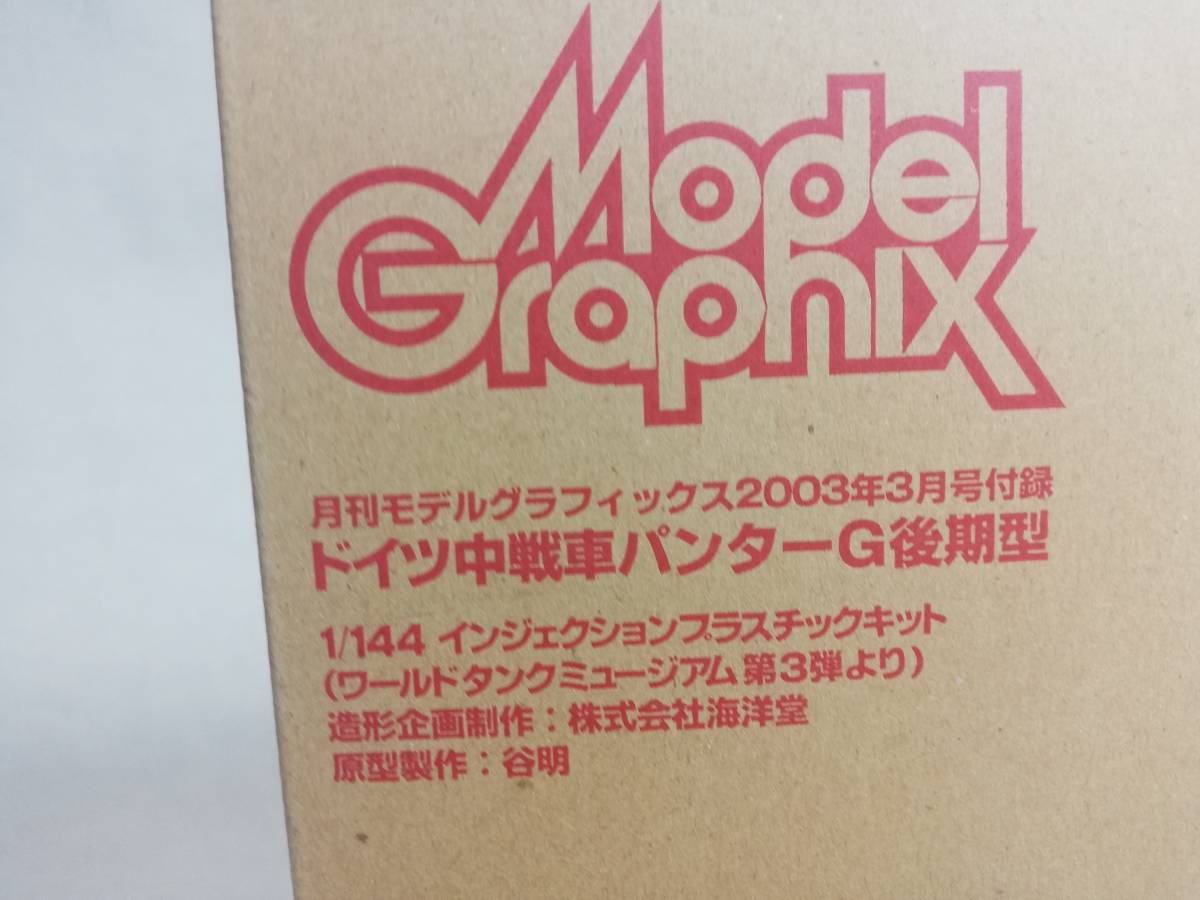 Model
Graphix
月刊モデルグラフィックス2003年3月号付録
ドイツ中戦車パンターG後期型
1/144 インジェクションプラスチックキット
(ワールドタンクミュージアム第3弾より)
造形企画制作：株式会社海洋堂
原型製作：谷明